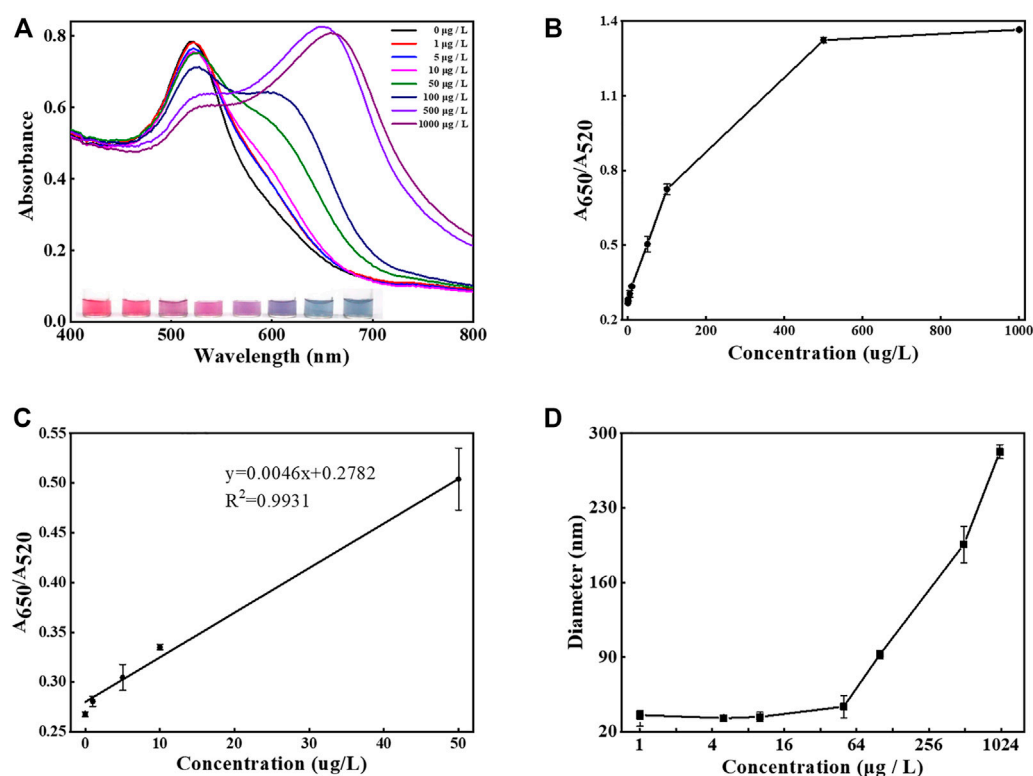 A
0.8
0.6
0.4
0.2
0.0
Absorbance
400 500 600 700 800
Wavelength (nm)
0 µg / L
1 µg / L
5 µg / L
10 µg / L
50 µg / L
100 µg / L
500 µg / L
1000 µg / L
B
1.4
1.1
0.8
0.5
0.2
A650/A520
0 200 400 600 800 1000
Concentration (ug/L)
C
0.55
0.50
0.45
0.40
0.35
0.30
0.25
A650/A520
y=0.0046x+0.2782
R²=0.9931
0 10 20 30 40 50
Concentration (ug/L)
D
300
230
160
90
20
Diameter (nm)
1 4 16 64 256 1024
Concentration (µg / L)